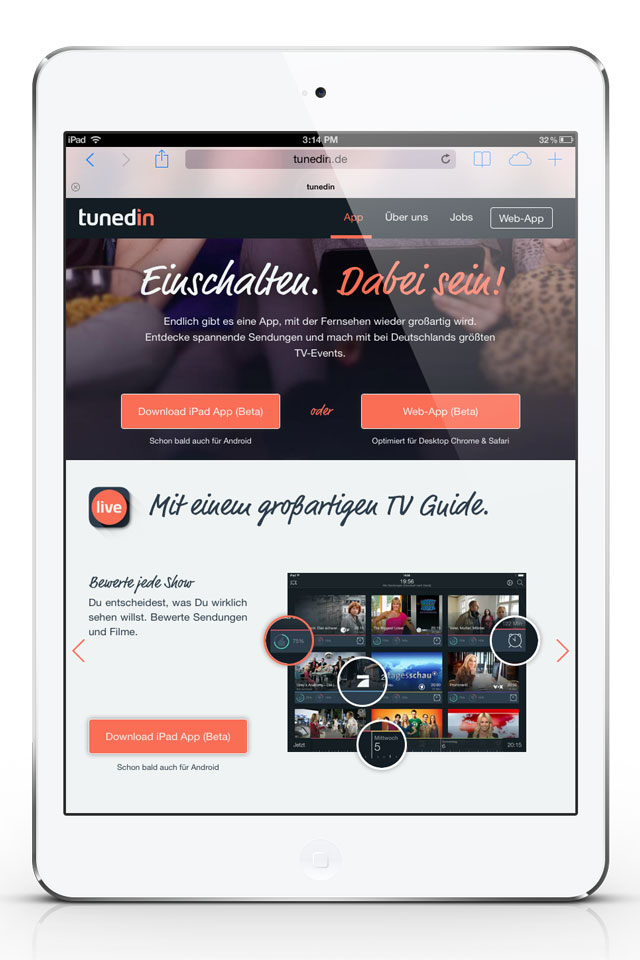 iPad 3:14 PM 32 %
tunedin.de
tunedin
tunedin App Über uns Jobs Web-App
Einschalten. Dabei sein!
Endlich gibt es eine App, mit der Fernsehen wieder großartig wird.
Entdecke spannende Sendungen und mach mit bei Deutschlands größten
TV-Events.
Download iPad App (Beta) oder Web-App (Beta)
Schon bald auch für Android Optimiert für Desktop Chrome & Safari
live Mit einem großartigen TV Guide.
Bewerte jede Show
Du entscheidest, was Du wirklich
sehen willst. Bewerte Sendungen
und Filme.
19:56
The Biggest Loser
75%
tagesschau
Mittwoch
5
6
Jetzt 20:15
Download iPad App (Beta)
Schon bald auch für Android